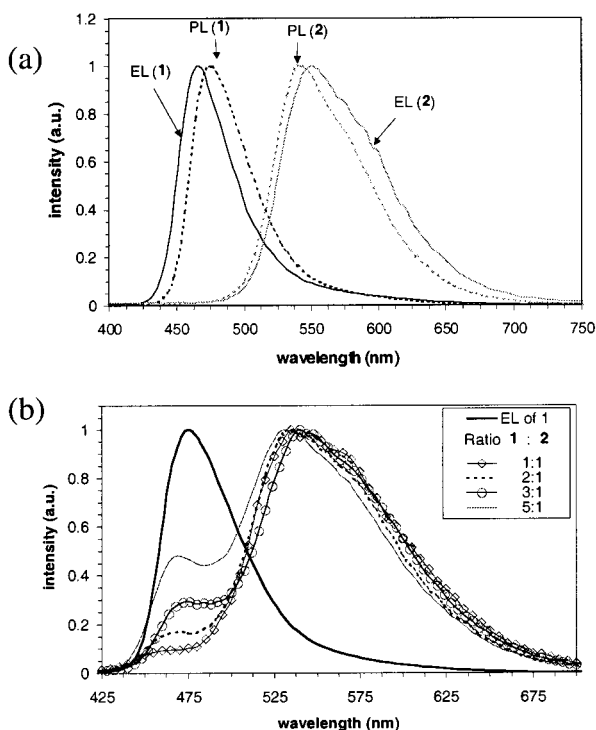 (a)
EL (1)
PL (1)
PL (2)
EL (2)
intensity (a.u.)
1.2
1
0.8
0.6
0.4
0.2
0
400 450 500 550 600 650 700 750
wavelength (nm)
(b)
EL of 1
Ratio 1 : 2
1:1
2:1
3:1
5:1
intensity (a.u.)
1
0.8
0.6
0.4
0.2
0
425 475 525 575 625 675
wavelength (nm)